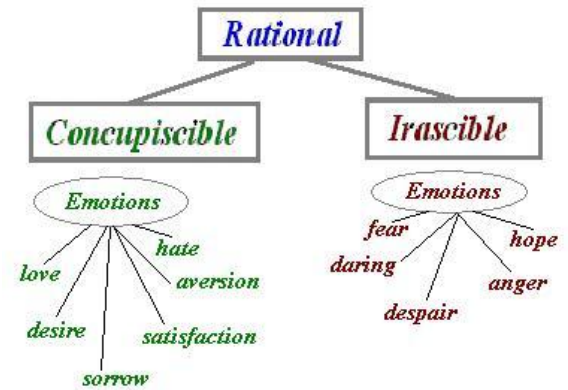 Rational
Concupiscible
Irascible
Emotions
love
desire
sorrow
satisfaction
aversion
hate
Emotions
fear
daring
despair
anger
hope